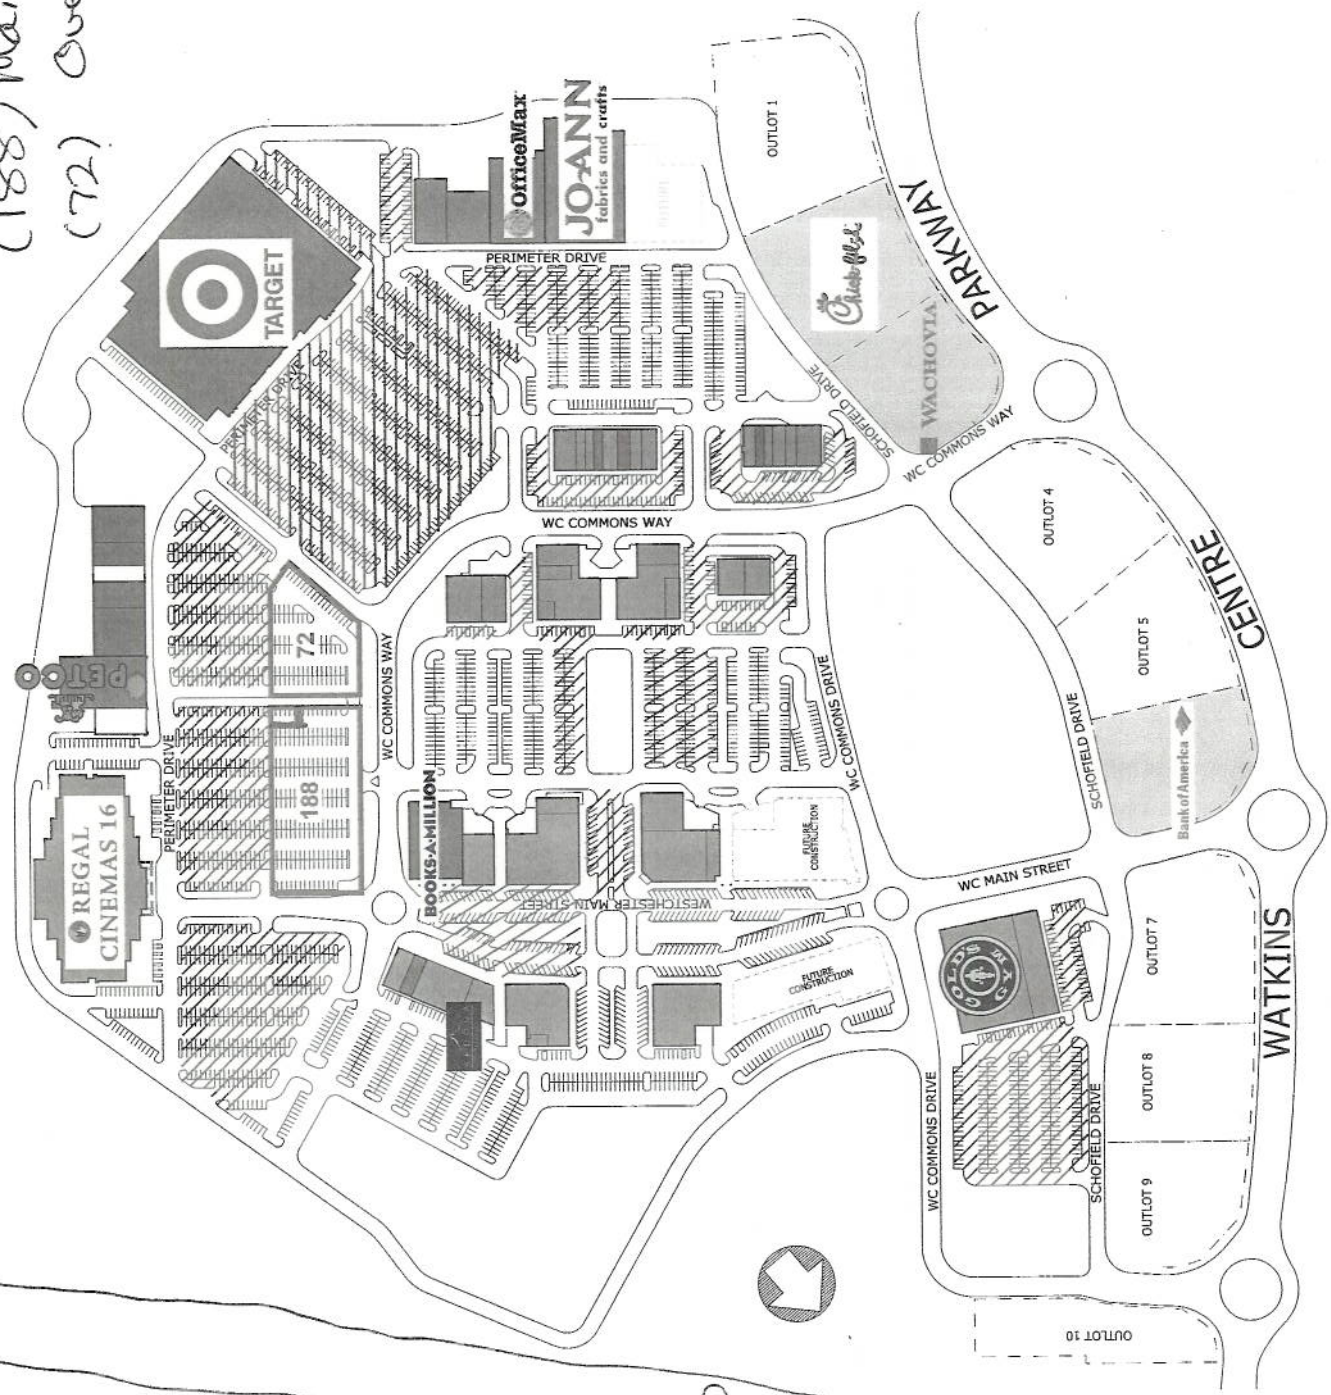 (188) Mai
(72) Ove
OUTLOT 1
OfficeMax
JO-ANN
fabrics and crafts
PERIMETER DRIVE
TARGET
PERIMETER DRIVE
Chick-fil-A
WACHOVIA
PARKWAY
SCHOFIELD DRIVE
WC COMMONS WAY
WC COMMONS WAY
OUTLOT 4
OUTLOT 5
CENTRE
PETCO
72
WC COMMONS WAY
188
PERIMETER DRIVE
REGAL
CINEMAS 16
BOOKS-A-MILLION
WC COMMONS DRIVE
SCHOFIELD DRIVE
Bank of America
FUTURE
CONSTRUCTION
WESTCHESTER MAIN STREET
WC MAIN STREET
FUTURE
CONSTRUCTION
GOLD'S
GYM
OUTLOT 7
WATKINS
OUTLOT 8
WC COMMONS DRIVE
SCHOFIELD DRIVE
OUTLOT 9
OUTLOT 10